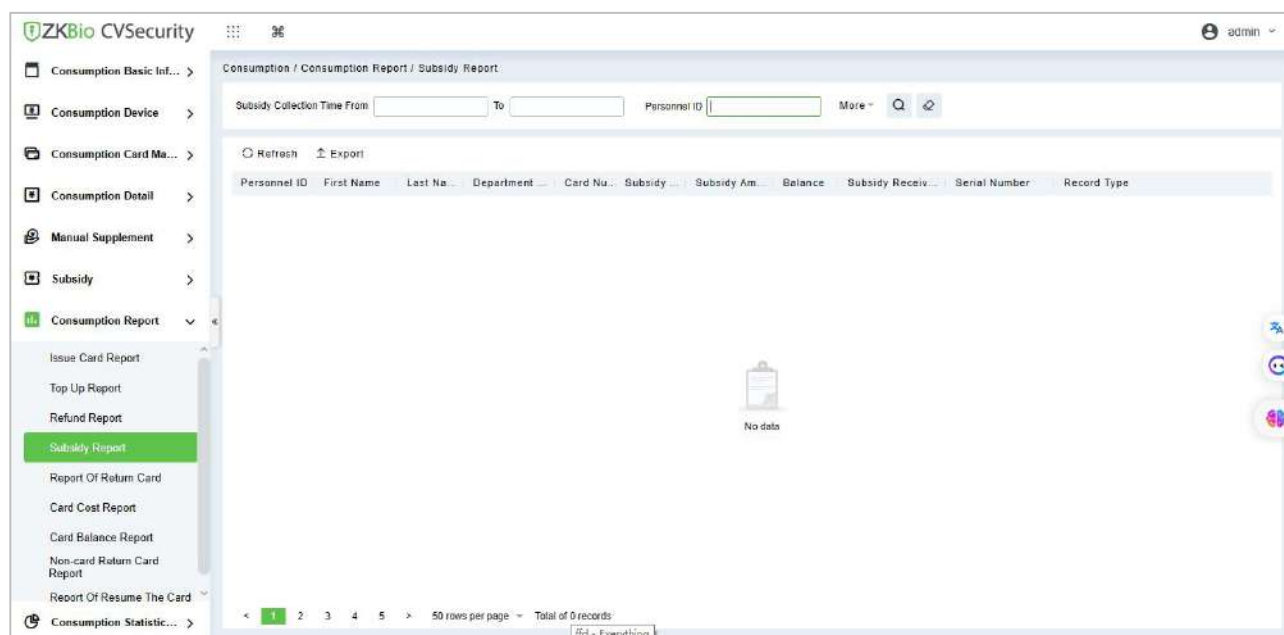 ZKBio CVSecurity
admin
Consumption Basic Inf... >
Consumption / Consumption Report / Subsidy Report
Consumption Device >
Subsidy Collection Time From To Personnel ID More
Consumption Card Ma... >
Refresh Export
Personnel ID First Name Last Na... Department ... Card Nu... Subsidy ... Subsidy Am... Balance Subsidy Receiv... Serial Number Record Type
Consumption Detail >
Manual Supplement >
Subsidy >
Consumption Report
Issue Card Report
Top Up Report
Refund Report
Subsidy Report
Report Of Return Card
Card Cost Report
Card Balance Report
Non-card Return Card
Report
Report Of Resume The Card
Consumption Statistic... >
No data
< 1 2 3 4 5 > 50 rows per page Total of 0 records